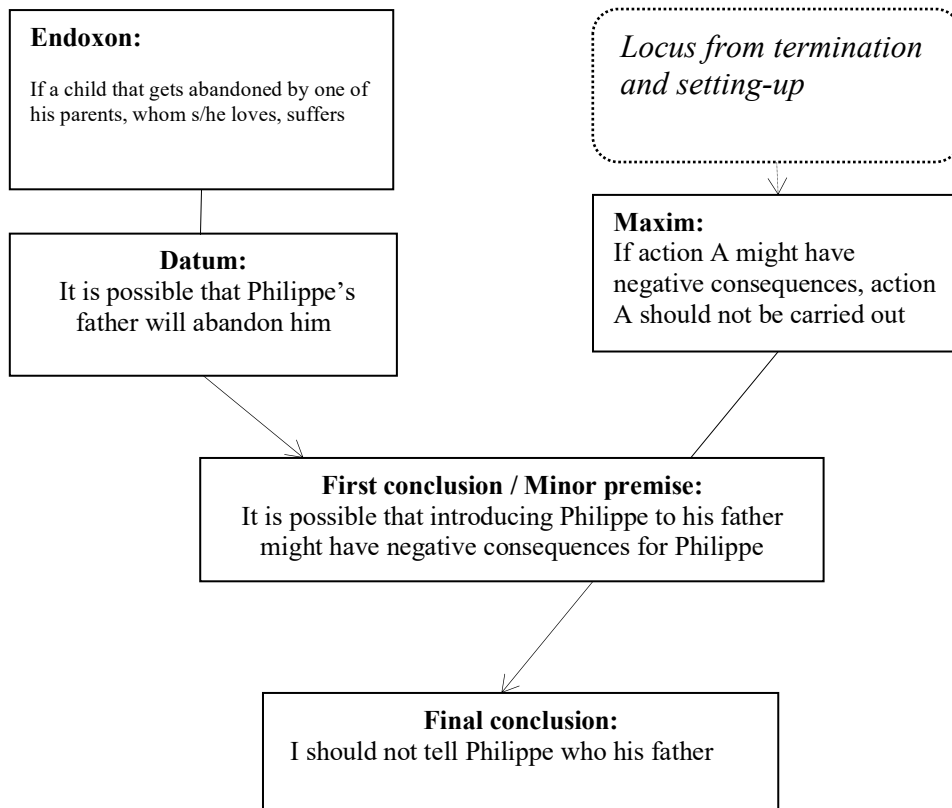 Endoxon:
If a child that gets abandoned by one of
his parents, whom s/he loves, suffers
Locus from termination
and setting-up
Datum:
It is possible that Philippe’s
father will abandon him
Maxim:
If action A might have
negative consequences, action
A should not be carried out
First conclusion / Minor premise:
It is possible that introducing Philippe to his father
might have negative consequences for Philippe
Final conclusion:
I should not tell Philippe who his father